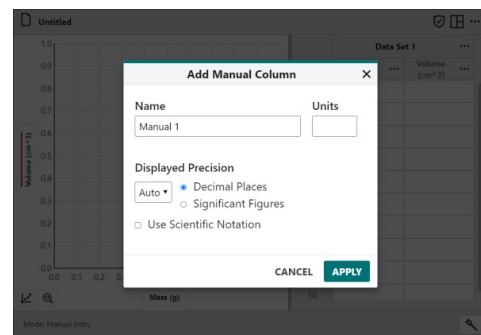 Untitled
1.0
Data Set 1
0.9
Add Manual Column
Volume
(cm^3)
0.8
Name
Units
0.7
Manual 1
0.6
Volume (cm^3)
0.5
Displayed Precision
0.4
Auto
Decimal Places
0.3
Significant Figures
0.2
Use Scientific Notation
0.1
0.0
CANCEL
APPLY
0.0 0.1 0.2 0.
Mass (g)
10
Mode: Manual Entry